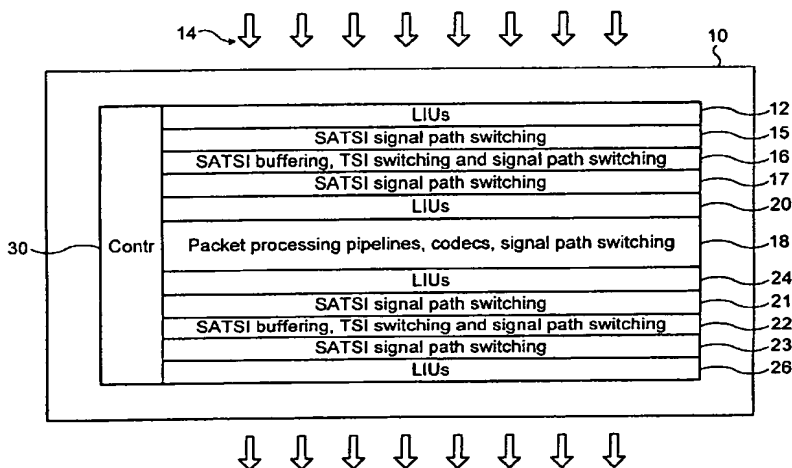 14
10
LIUs 12
SATSI signal path switching 15
SATSI buffering, TSI switching and signal path switching 16
SATSI signal path switching 17
LIUs 20
30 Contr Packet processing pipelines, codecs, signal path switching 18
LIUs 24
SATSI signal path switching 21
SATSI buffering, TSI switching and signal path switching 22
SATSI signal path switching 23
LIUs 26